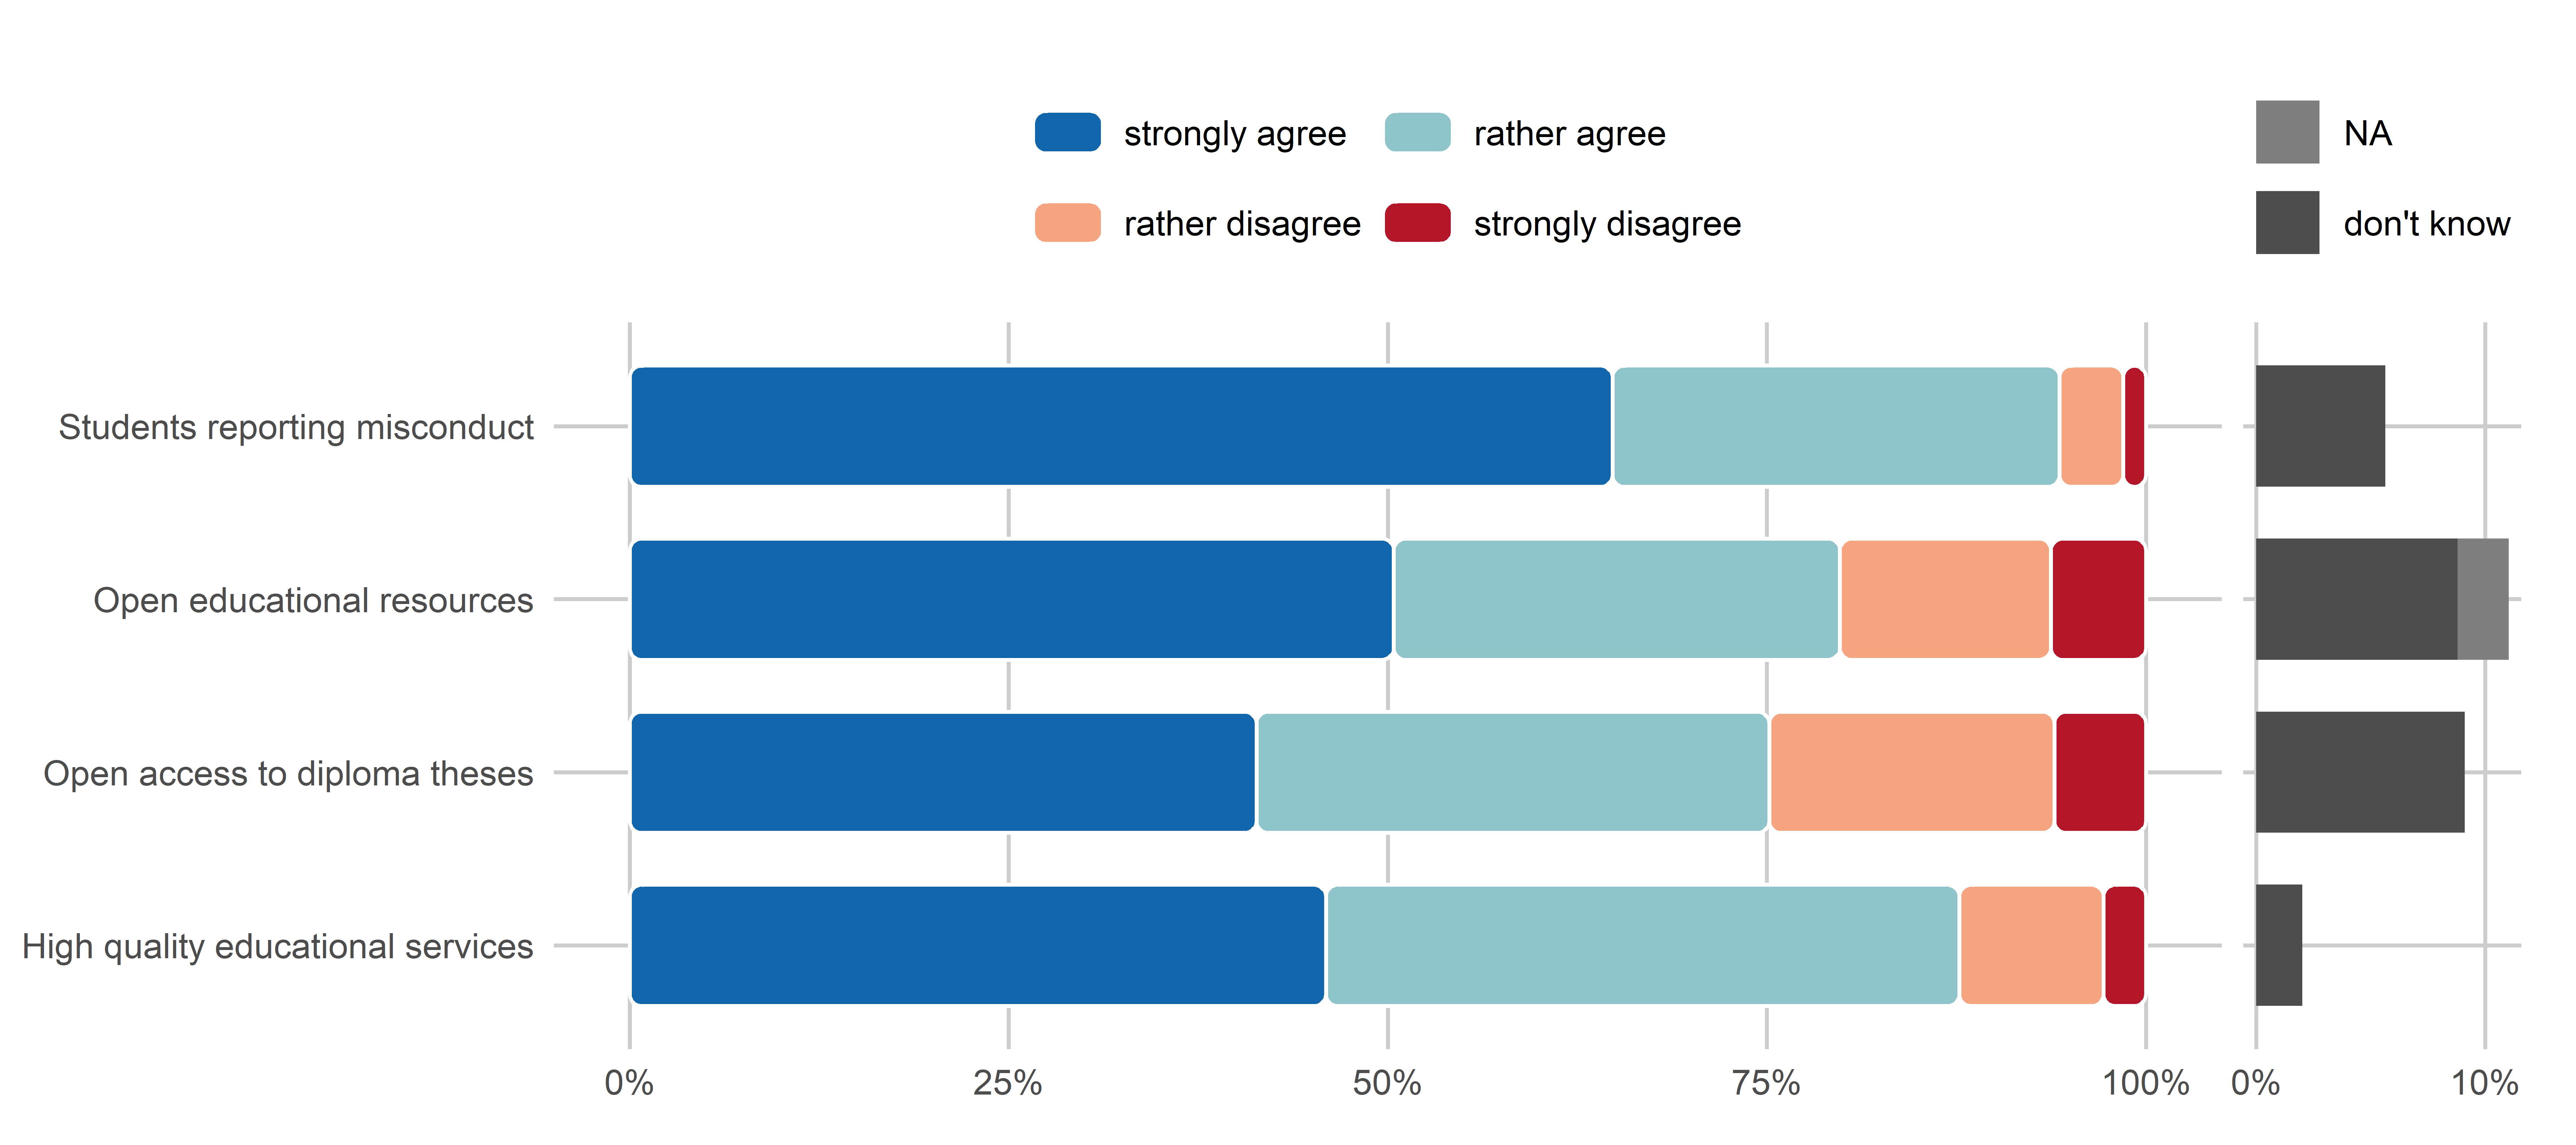 strongly agree
rather agree
NA
rather disagree
strongly disagree
don't know
Students reporting misconduct
Open educational resources
Open access to diploma theses
High quality educational services
0%
25%
50%
75%
100%
0%
10%